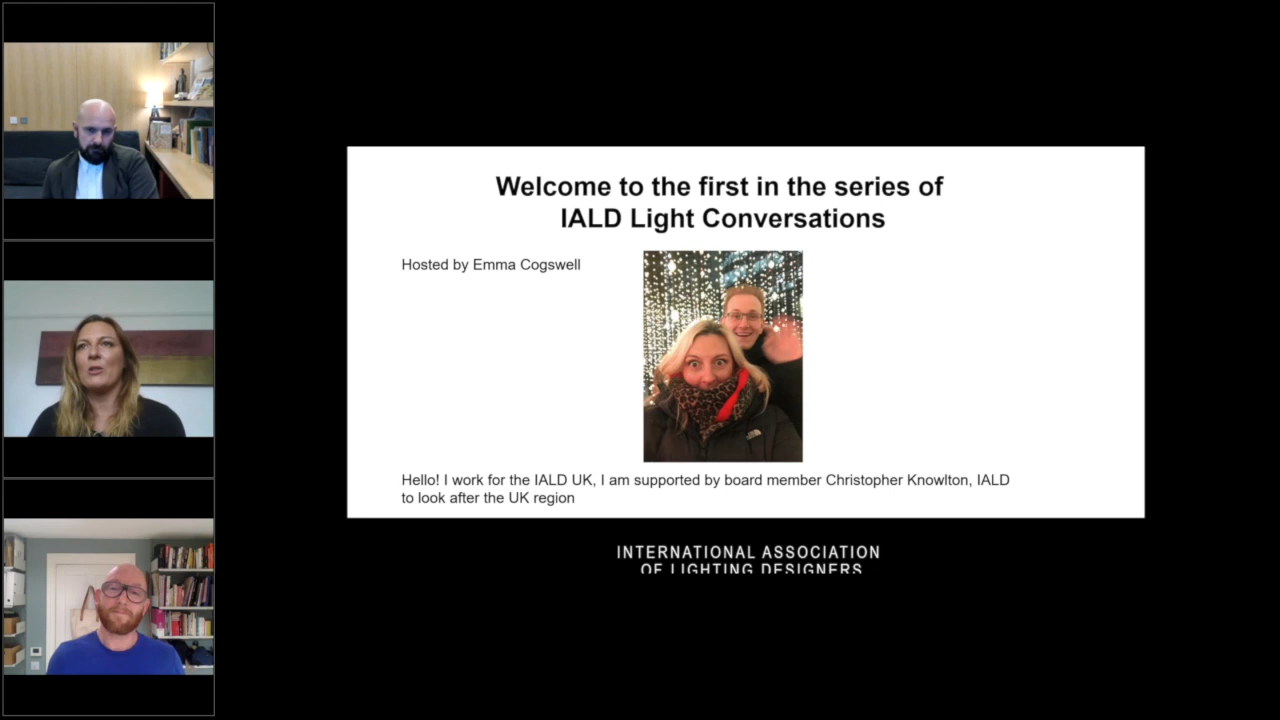 Welcome to the first in the series of
IALD Light Conversations
Hosted by Emma Cogswell
Hello! I work for the IALD UK, I am supported by board member Christopher Knowlton, IALD
to look after the UK region
INTERNATIONAL ASSOCIATION
OF LIGHTING DESIGNERS